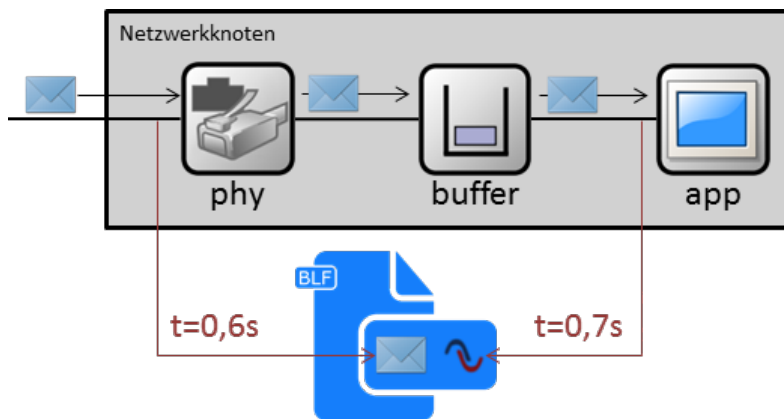 Netzwerkknoten
phy
buffer
app
BLF
t=0,6s
t=0,7s